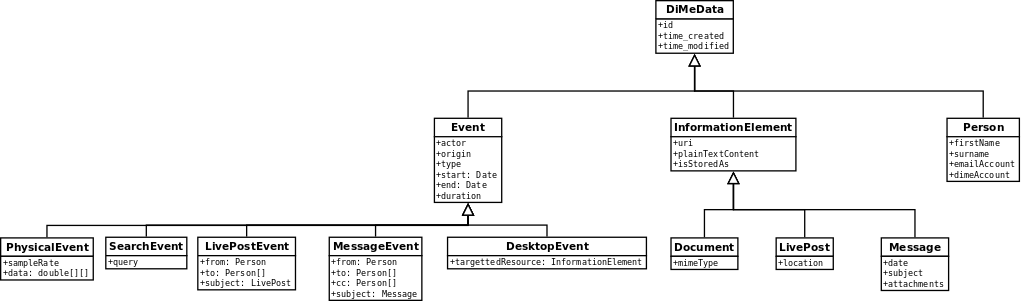 DiMeData
+id
+time_created
+time_modified
Event
+actor
+origin
+type
+start: Date
+end: Date
+duration
InformationElement
+uri
+plainTextContent
+isStoredAs
Person
+firstName
+surname
+emailAccount
+dimeAccount
PhysicalEvent
+sampleRate
+data: double[][]
SearchEvent
+query
LivePostEvent
+from: Person
+to: Person[]
+subject: LivePost
MessageEvent
+from: Person
+to: Person[]
+cc: Person[]
+subject: Message
DesktopEvent
+targettedResource: InformationElement
Document
+mimeType
LivePost
+location
Message
+date
+subject
+attachments